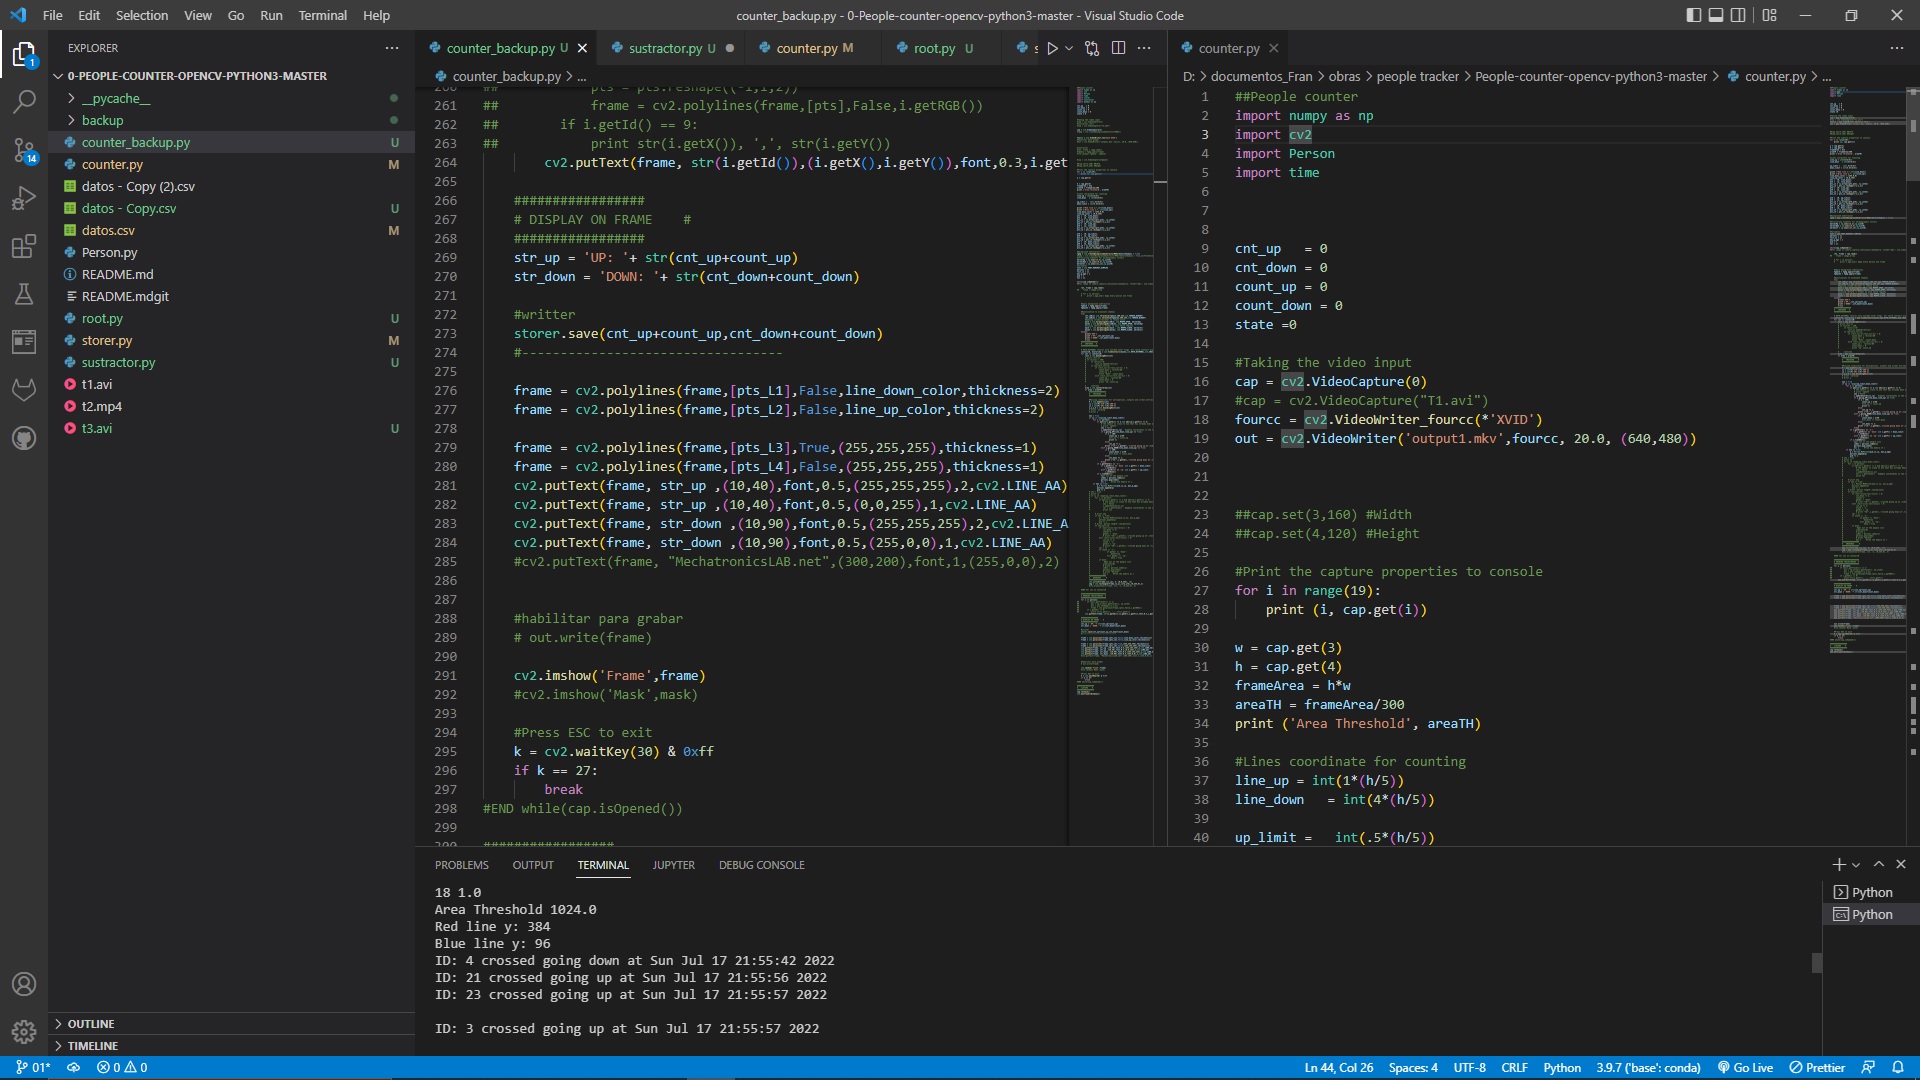 File Edit Selection View Go Run Terminal Help
counter_backup.py - 0-People-counter-opencv-python3-master - Visual Studio Code
EXPLORER
0-PEOPLE-COUNTER-OPENCV-PYTHON3-MASTER
__pycache__
backup
counter_backup.py U
counter.py M
datos - Copy (2).csv
datos - Copy.csv U
datos.csv M
Person.py
README.md
README.mdgit
root.py U
storer.py M
sustractor.py U
t1.avi
t2.mp4
t3.avi U
OUTLINE
TIMELINE
counter_backup.py U
sustractor.py U
counter.py M
root.py U
counter_backup.py > ...
260 ## pts = pts.reshape((-1,1,2))
261 ## frame = cv2.polylines(frame,[pts],False,i.getRGB())
262 ## if i.getId() == 9:
263 ## print str(i.getX()), ',', str(i.getY())
264 cv2.putText(frame, str(i.getId()),(i.getX(),i.getY()),font,0.3,i.get
265
266 #################
267 # DISPLAY ON FRAME    #
268 #################
269 str_up = 'UP: '+ str(cnt_up+count_up)
270 str_down = 'DOWN: '+ str(cnt_down+count_down)
271
272 #writter
273 storer.save(cnt_up+count_up,cnt_down+count_down)
274 #----------------------------------
275
276 frame = cv2.polylines(frame,[pts_L1],False,line_down_color,thickness=2)
277 frame = cv2.polylines(frame,[pts_L2],False,line_up_color,thickness=2)
278
279 frame = cv2.polylines(frame,[pts_L3],True,(255,255,255),thickness=1)
280 frame = cv2.polylines(frame,[pts_L4],False,(255,255,255),thickness=1)
281 cv2.putText(frame, str_up ,(10,40),font,0.5,(255,255,255),2,cv2.LINE_AA)
282 cv2.putText(frame, str_up ,(10,40),font,0.5,(0,0,255),1,cv2.LINE_AA)
283 cv2.putText(frame, str_down ,(10,90),font,0.5,(255,255,255),2,cv2.LINE_A
284 cv2.putText(frame, str_down ,(10,90),font,0.5,(255,0,0),1,cv2.LINE_AA)
285 #cv2.putText(frame, "MechatronicsLAB.net",(300,200),font,1,(255,0,0),2)
286
287
288 #habilitar para grabar
289 # out.write(frame)
290
291 cv2.imshow('Frame',frame)
292 #cv2.imshow('Mask',mask)
293
294 #Press ESC to exit
295 k = cv2.waitKey(30) & 0xff
296 if k == 27:
297 break
298 #END while(cap.isOpened())
299
300 #################
counter.py
D: > documentos_Fran > obras > people tracker > People-counter-opencv-python3-master > counter.py > ...
1 ##People counter
2 import numpy as np
3 import cv2
4 import Person
5 import time
6
7
8
9 cnt_up   = 0
10 cnt_down = 0
11 count_up = 0
12 count_down = 0
13 state =0
14
15 #Taking the video input
16 cap = cv2.VideoCapture(0)
17 #cap = cv2.VideoCapture("T1.avi")
18 fourcc = cv2.VideoWriter_fourcc(*'XVID')
19 out = cv2.VideoWriter('output1.mkv',fourcc, 20.0, (640,480))
20
21
22
23 ##cap.set(3,160) #Width
24 ##cap.set(4,120) #Height
25
26 #Print the capture properties to console
27 for i in range(19):
28 print (i, cap.get(i))
29
30 w = cap.get(3)
31 h = cap.get(4)
32 frameArea = h*w
33 areaTH = frameArea/300
34 print ('Area Threshold', areaTH)
35
36 #Lines coordinate for counting
37 line_up = int(1*(h/5))
38 line_down   = int(4*(h/5))
39
40 up_limit =   int(.5*(h/5))
PROBLEMS OUTPUT TERMINAL JUPYTER DEBUG CONSOLE
18 1.0
Area Threshold 1024.0
Red line y: 384
Blue line y: 96
ID: 4 crossed going down at Sun Jul 17 21:55:42 2022
ID: 21 crossed going up at Sun Jul 17 21:55:56 2022
ID: 23 crossed going up at Sun Jul 17 21:55:57 2022
ID: 3 crossed going up at Sun Jul 17 21:55:57 2022
Python
Python
1
14
01* 0 0 Ln 44, Col 26 Spaces: 4 UTF-8 CRLF Python 3.9.7 ('base': conda) Go Live Prettier